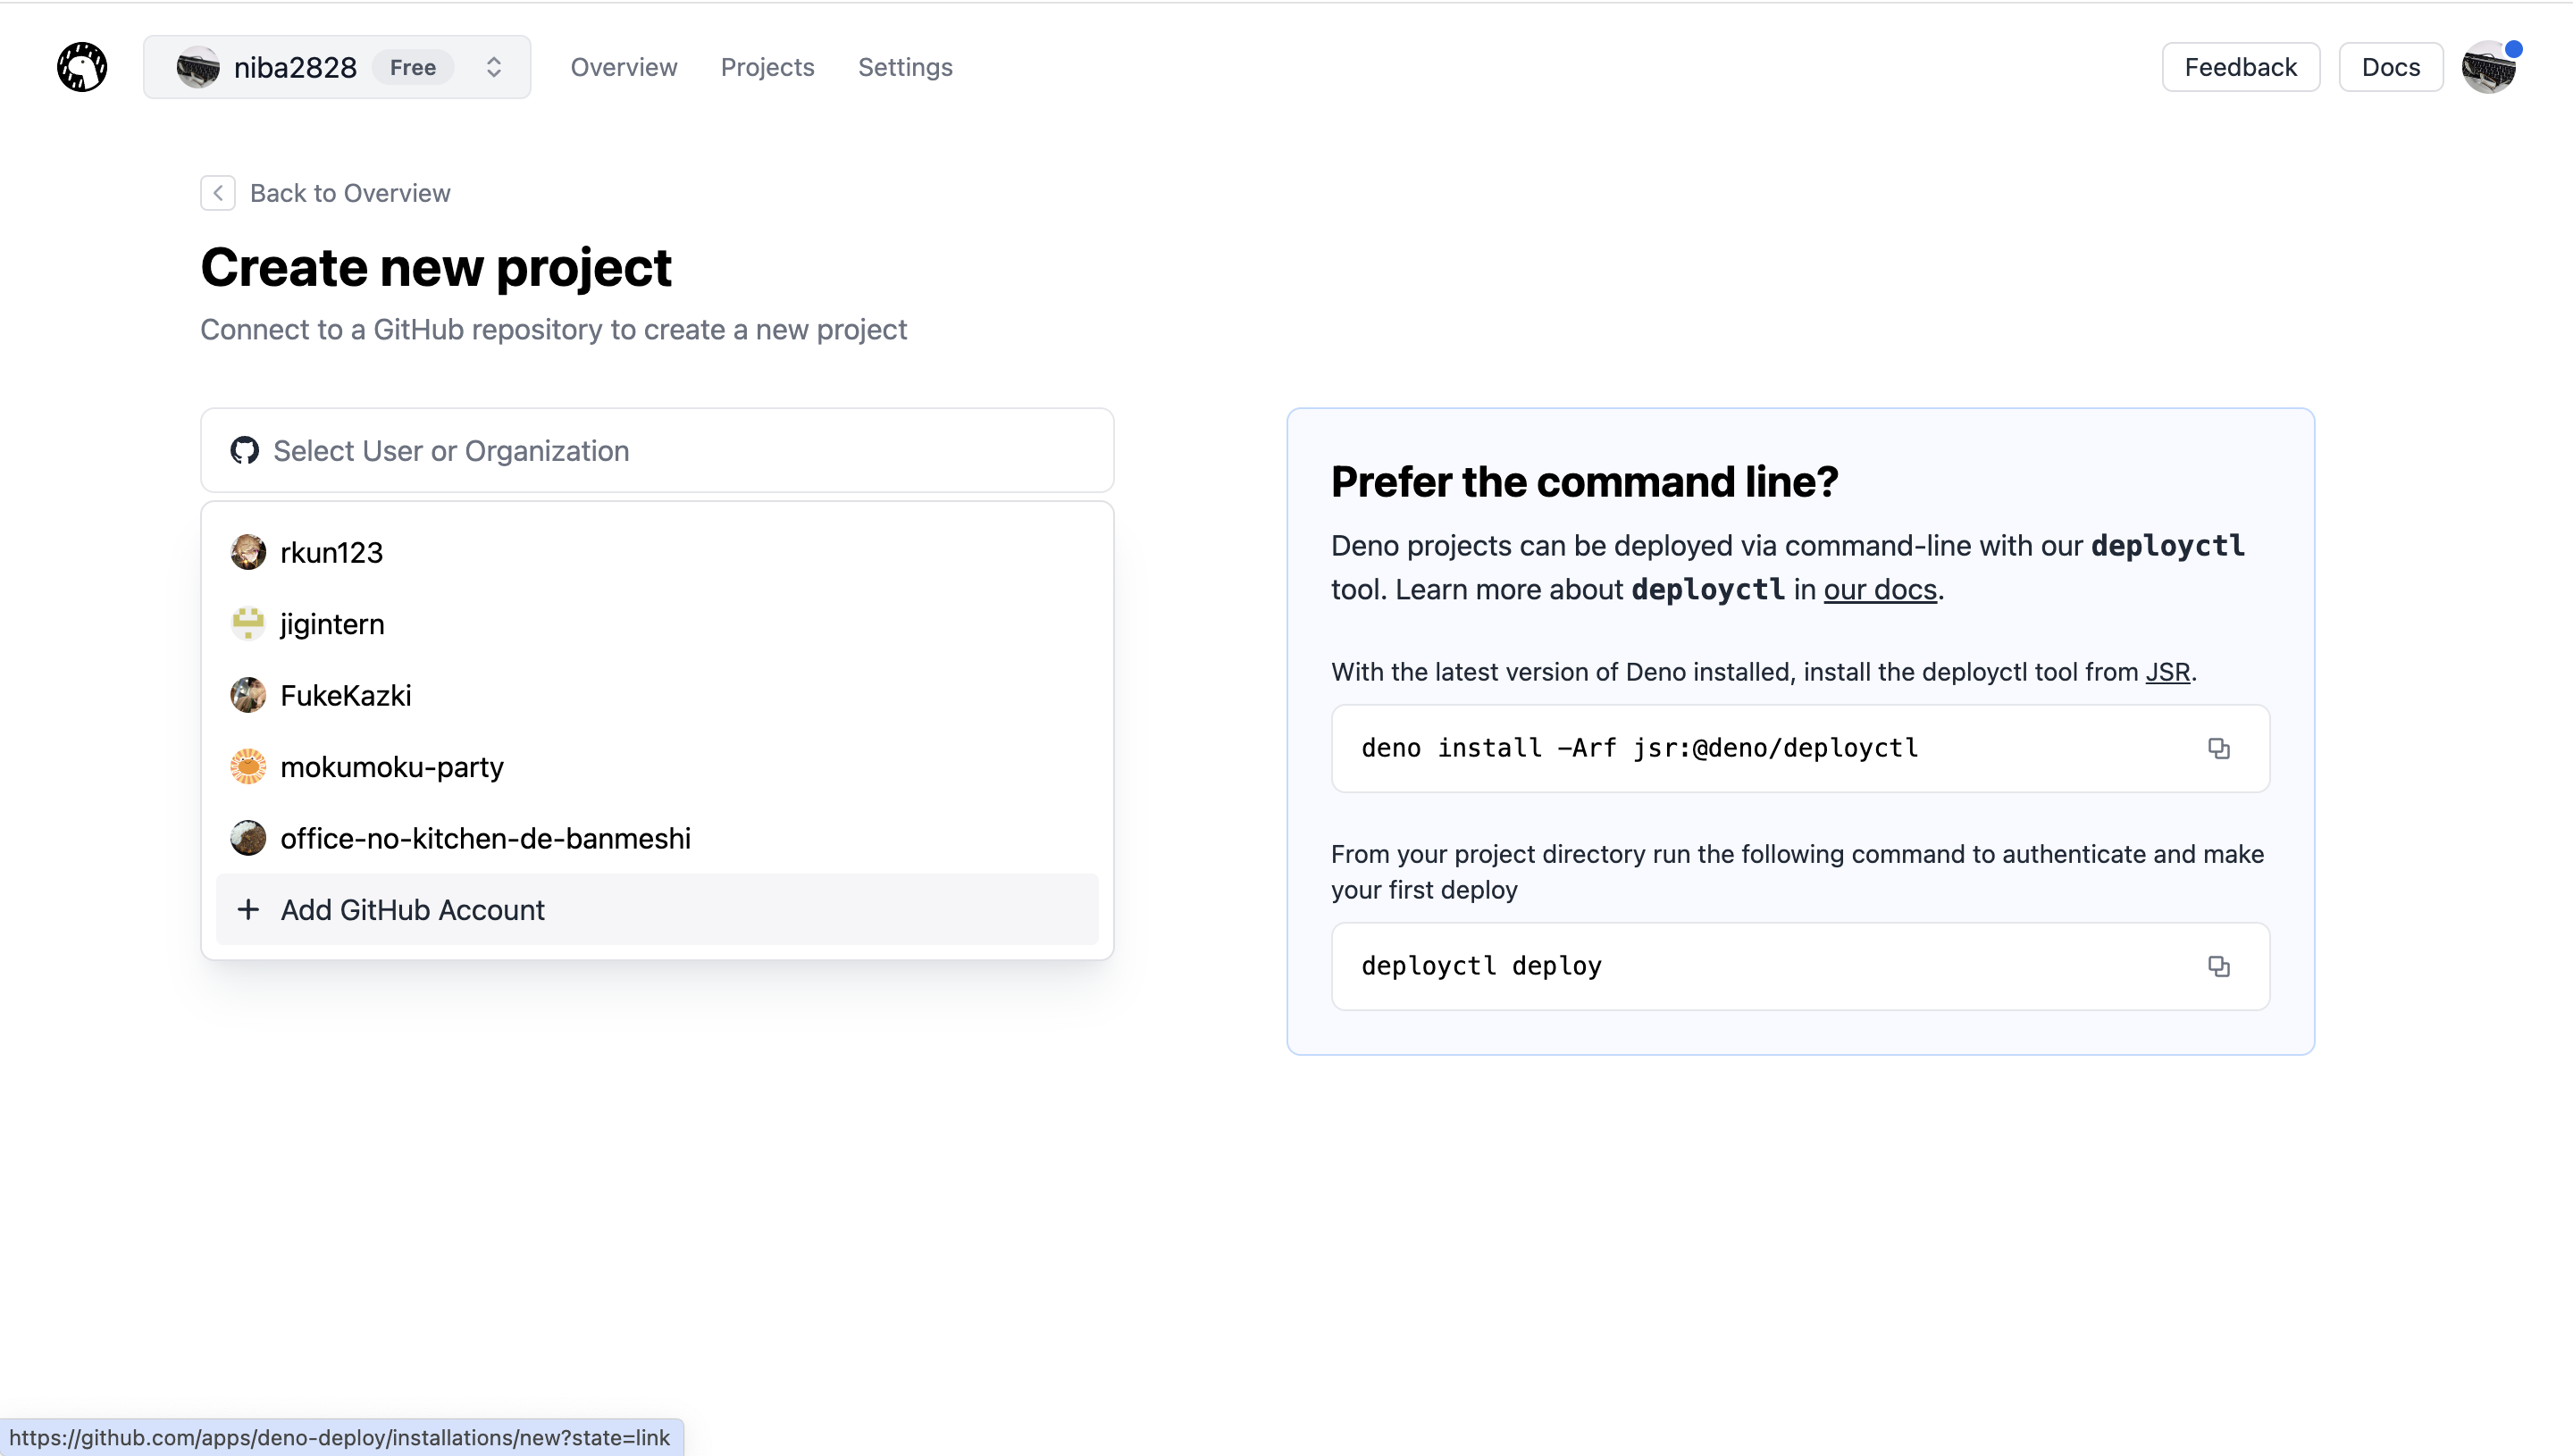 niba2828 Free Overview Projects Settings Feedback Docs
Back to Overview
Create new project
Connect to a GitHub repository to create a new project
Select User or Organization
rkun123
jigintern
FukeKazki
mokumoku-party
office-no-kitchen-de-banmeshi
Add GitHub Account
Prefer the command line?
Deno projects can be deployed via command-line with our deployctl
tool. Learn more about deployctl in our docs.
With the latest version of Deno installed, install the deployctl tool from JSR.
deno install -Arf jsr:@deno/deployctl
From your project directory run the following command to authenticate and make
your first deploy
deployctl deploy
https://github.com/apps/deno-deploy/installations/new?state=link